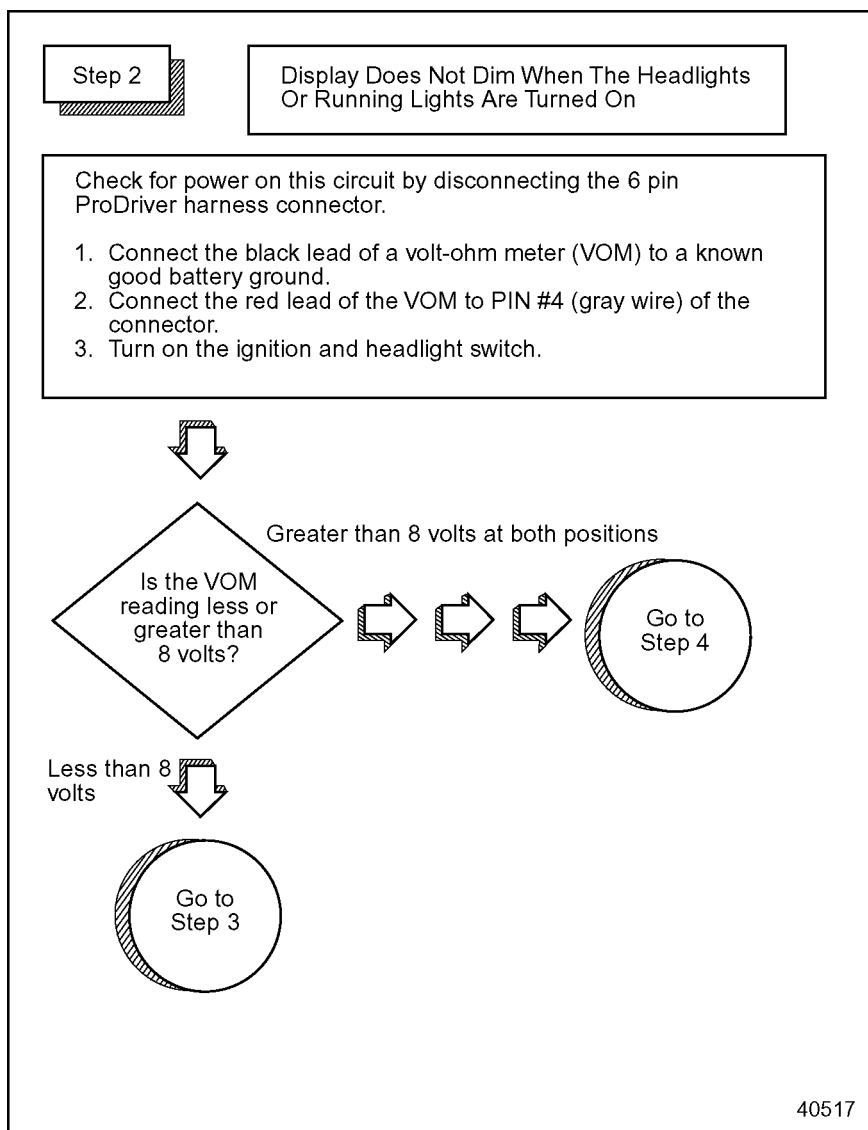 Step 2
Display Does Not Dim When The Headlights
Or Running Lights Are Turned On
Check for power on this circuit by disconnecting the 6 pin
ProDriver harness connector.
1. Connect the black lead of a volt-ohm meter (VOM) to a known
good battery ground.
2. Connect the red lead of the VOM to PIN #4 (gray wire) of the
connector.
3. Turn on the ignition and headlight switch.
Greater than 8 volts at both positions
Is the VOM
reading less or
greater than
8 volts?
Go to
Step 4
Less than 8
volts
Go to
Step 3
40517